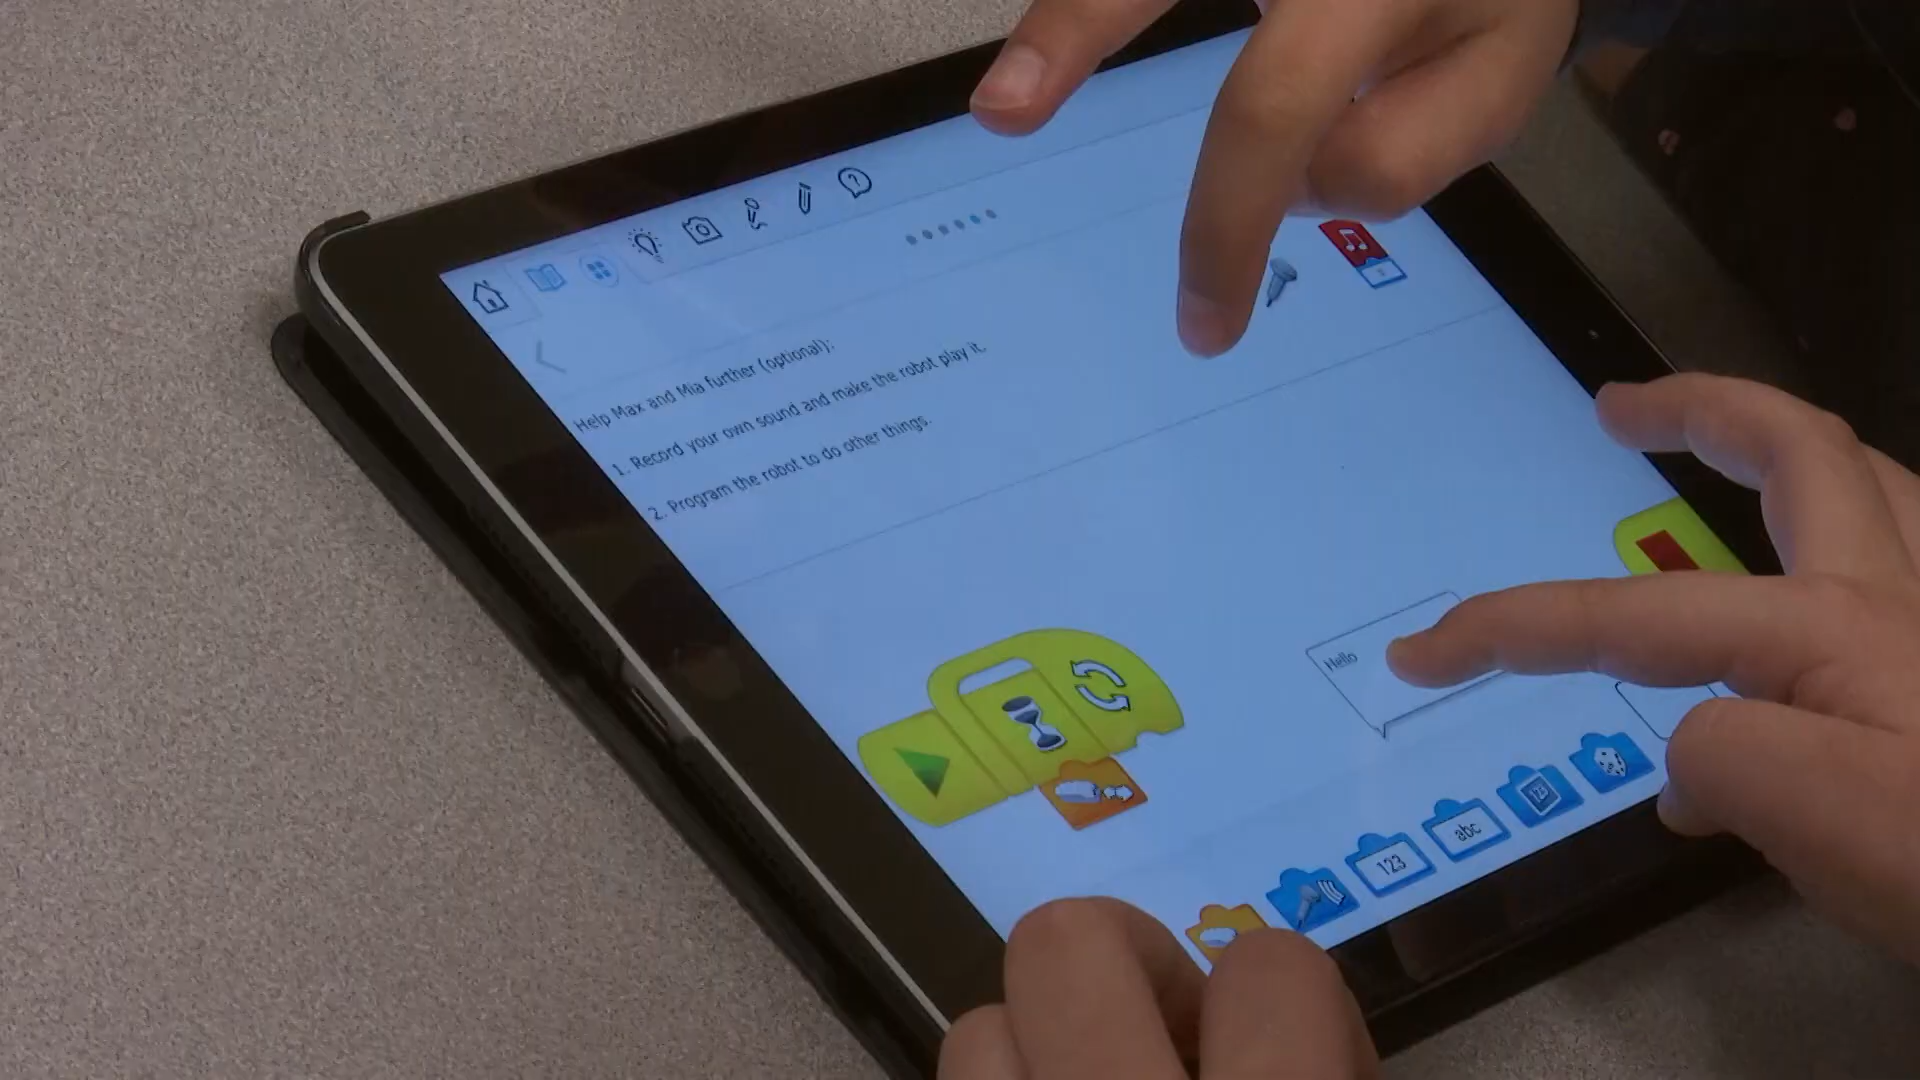 Help Max and Mia further (optional):
1. Record your own sound and make the robot play it.
2. Program the robot to do other things.
Hello
123
abc
123